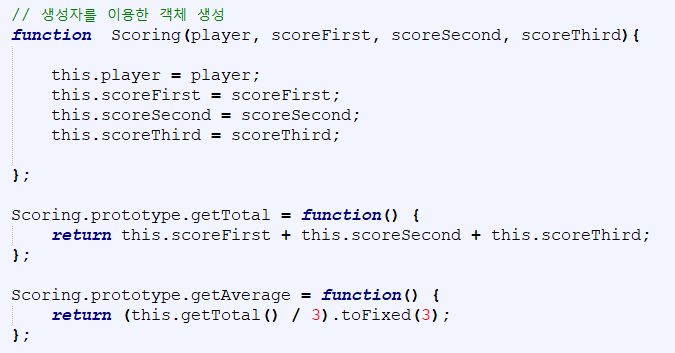 // 생성자를 이용한 객체 생성
function  Scoring(player, scoreFirst, scoreSecond, scoreThird){
    this.player = player;
    this.scoreFirst = scoreFirst;
    this.scoreSecond = scoreSecond;
    this.scoreThird = scoreThird;
};
Scoring.prototype.getTotal = function() {
    return this.scoreFirst + this.scoreSecond + this.scoreThird;
};
Scoring.prototype.getAverage = function() {
    return (this.getTotal() / 3).toFixed(3);
};